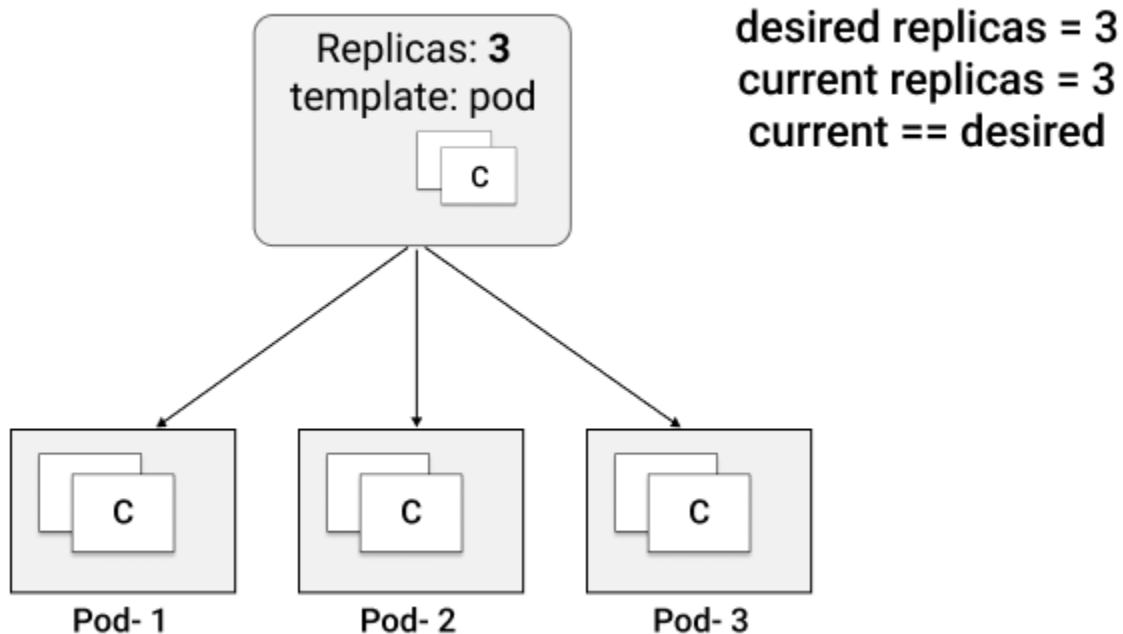 Replicas: 3
template: pod
C
desired replicas = 3
current replicas = 3
current == desired
C
C
C
Pod- 1
Pod- 2
Pod- 3